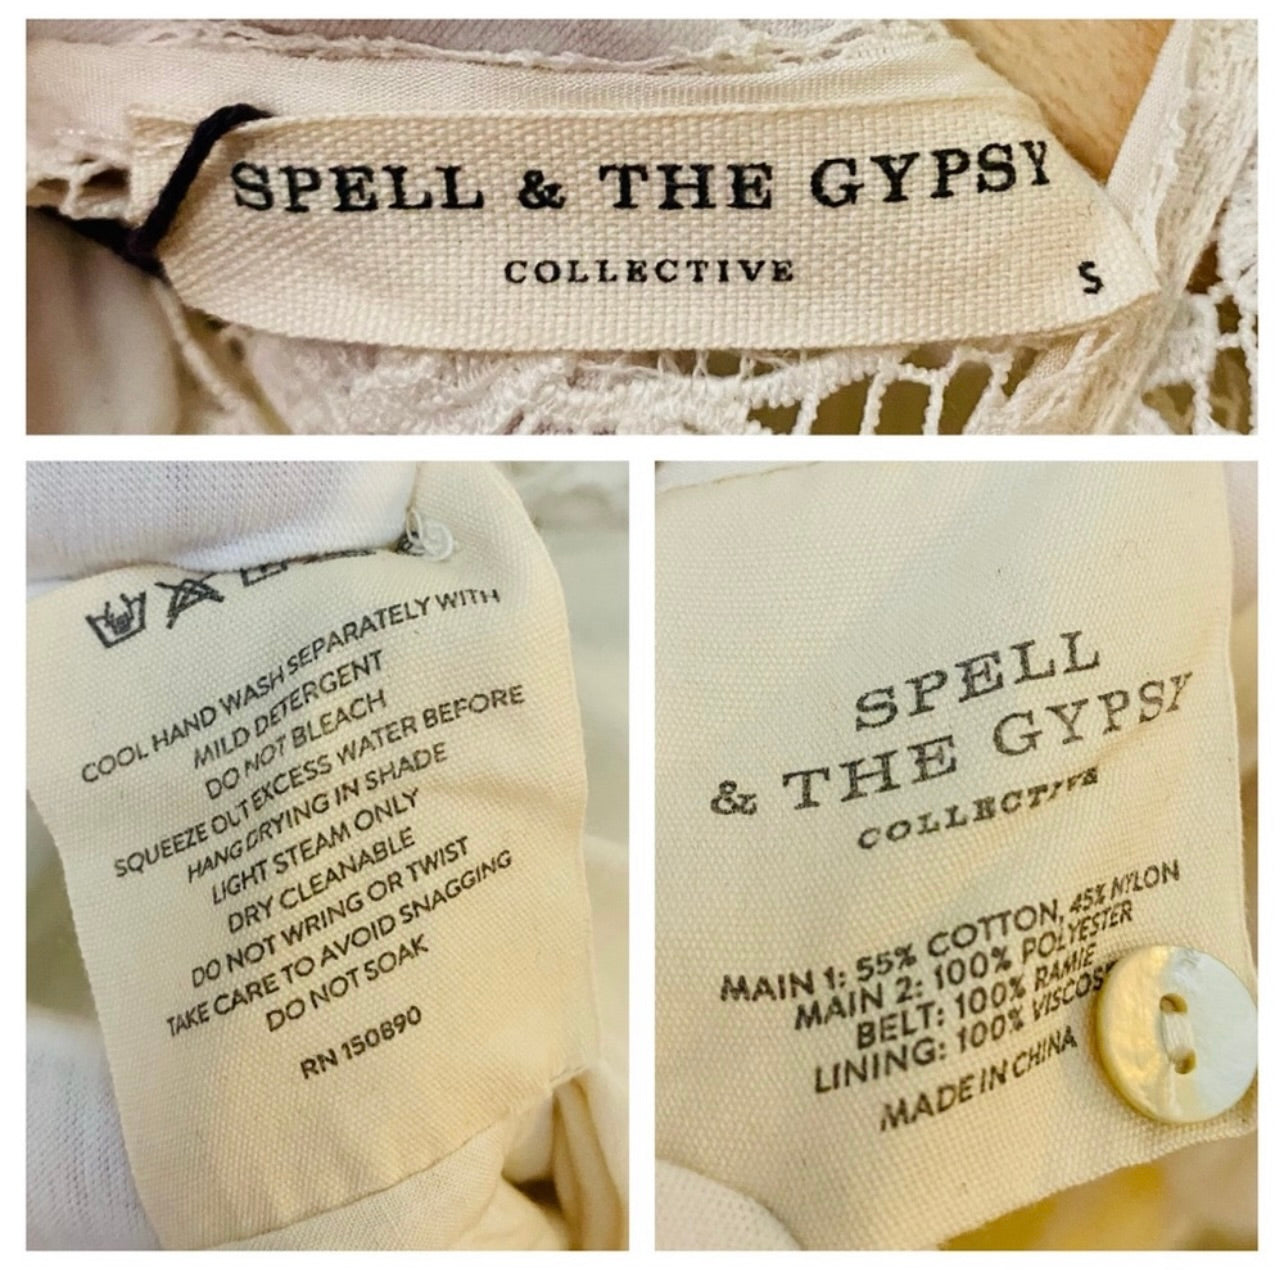 SPELL & THE GYPSY
COLLECTIVE
S
COOL HAND WASH SEPARATELY WITH
MILD DETERGENT
DO NOT BLEACH
SQUEEZE OUT EXCESS WATER BEFORE
HANG DRYING IN SHADE
LIGHT STEAM ONLY
DRY CLEANABLE
DO NOT WRING OR TWIST
TAKE CARE TO AVOID SNAGGING
DO NOT SOAK
RN 150890
SPELL
& THE GYPSY
COLLECTIVE
MAIN 1: 55% COTTON, 45% NYLON
MAIN 2: 100% POLYESTER
BELT: 100% RAMIE
LINING: 100% VISCOS
MADE IN CHINA